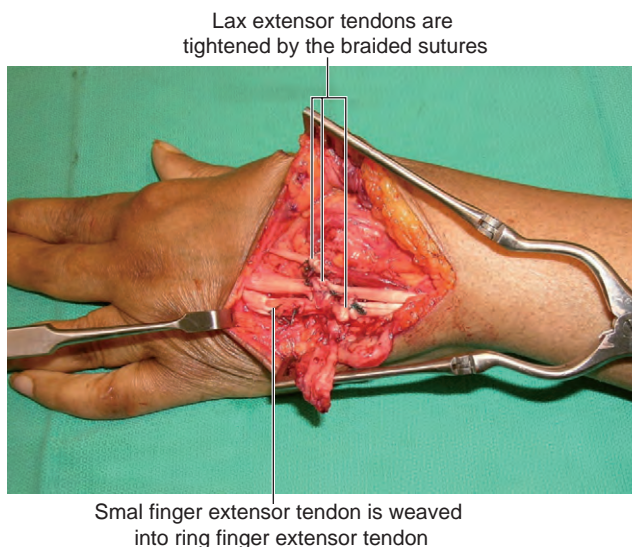 Lax extensor tendons are
tightened by the braided sutures
Smal finger extensor tendon is weaved
into ring finger extensor tendon